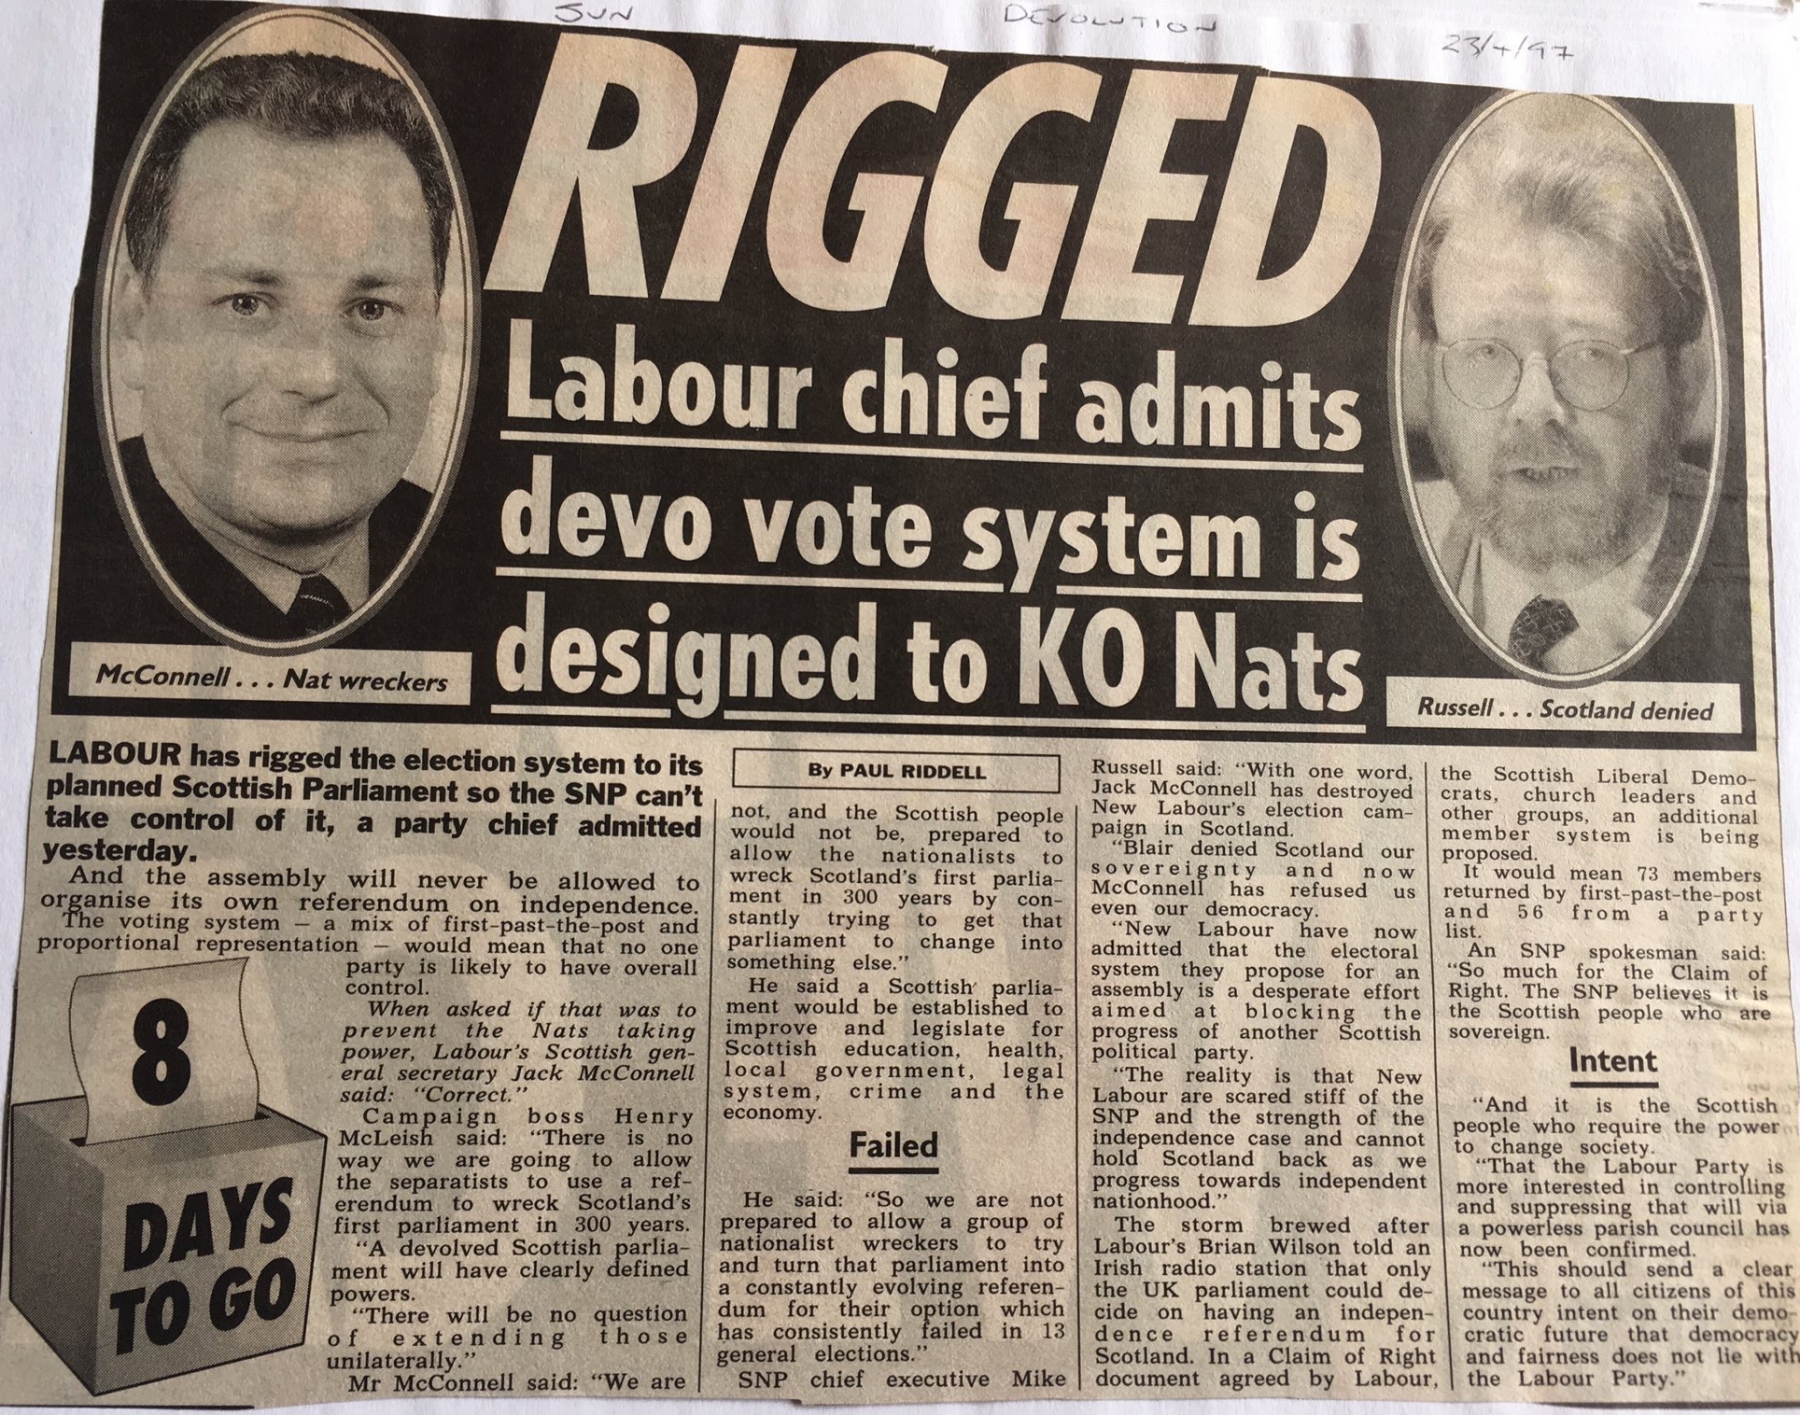 SUN
DEVOLUTION
23/4/97
RIGGED
Labour chief admits
devo vote system is
designed to KO Nats
McConnell . . . Nat wreckers
Russell . . . Scotland denied
LABOUR has rigged the election system to its
planned Scottish Parliament so the SNP can't
take control of it, a party chief admitted
yesterday.
And the assembly will never be allowed to
organise its own referendum on independence.
The voting system — a mix of first-past-the-post and
proportional representation — would mean that no one
party is likely to have overall
control.
When asked if that was to
prevent the Nats taking
power, Labour's Scottish gen-
eral secretary Jack McConnell
said: "Correct."
Campaign boss Henry
McLeish said: "There is no
way we are going to allow
the separatists to use a ref-
erendum to wreck Scotland's
first parliament in 300 years.
"A devolved Scottish parlia-
ment will have clearly defined
powers.
"There will be no question
of extending those
unilaterally."
Mr McConnell said: "We are
8
DAYS
TO GO
By PAUL RIDDELL
not, and the Scottish people
would not be, prepared to
allow the nationalists to
wreck Scotland's first parlia-
ment in 300 years by con-
stantly trying to get that
parliament to change into
something else."
He said a Scottish parlia-
ment would be established to
improve and legislate for
Scottish education, health,
local government, legal
system, crime and the
economy.
Failed
He said: "So we are not
prepared to allow a group of
nationalist wreckers to try
and turn that parliament into
a constantly evolving referen-
dum for their option which
has consistently failed in 13
general elections."
SNP chief executive Mike
Russell said: "With one word,
Jack McConnell has destroyed
New Labour's election cam-
paign in Scotland.
"Blair denied Scotland our
sovereignty and now
McConnell has refused us
even our democracy.
"New Labour have now
admitted that the electoral
system they propose for an
assembly is a desperate effort
aimed at blocking the
progress of another Scottish
political party.
"The reality is that New
Labour are scared stiff of the
SNP and the strength of the
independence case and cannot
hold Scotland back as we
progress towards independent
nationhood."
The storm brewed after
Labour's Brian Wilson told an
Irish radio station that only
the UK parliament could de-
cide on having an indepen-
dence referendum for
Scotland. In a Claim of Right
document agreed by Labour,
the Scottish Liberal Demo-
crats, church leaders and
other groups, an additional
member system is being
proposed.
It would mean 73 members
returned by first-past-the-post
and 56 from a party
list.
An SNP spokesman said:
"So much for the Claim of
Right. The SNP believes it is
the Scottish people who are
sovereign.
Intent
"And it is the Scottish
people who require the power
to change society.
"That the Labour Party is
more interested in controlling
and suppressing that will via
a powerless parish council has
now been confirmed.
"This should send a clear
message to all citizens of this
country intent on their demo-
cratic future that democracy
and fairness does not lie with
the Labour Party."